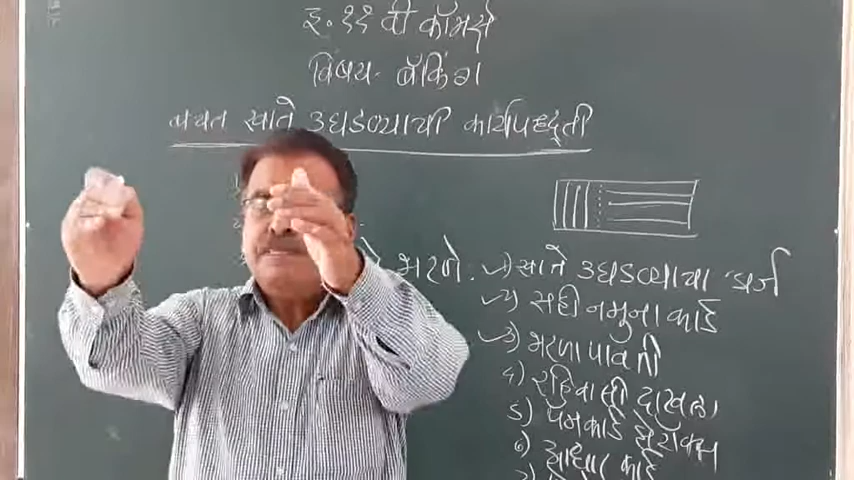 इ. ११ वी कॉमर्स
विषय - बँकिंग
बचत खाते उघडण्याची कार्यपद्धती
भरणे. १) खाते उघडण्याचा अर्ज
२) सही नमुना कार्ड
३) भरणा पावती
४) रहिवासी दाखला
५) पॅनकार्ड झेरॉक्स
६) आधार कार्ड